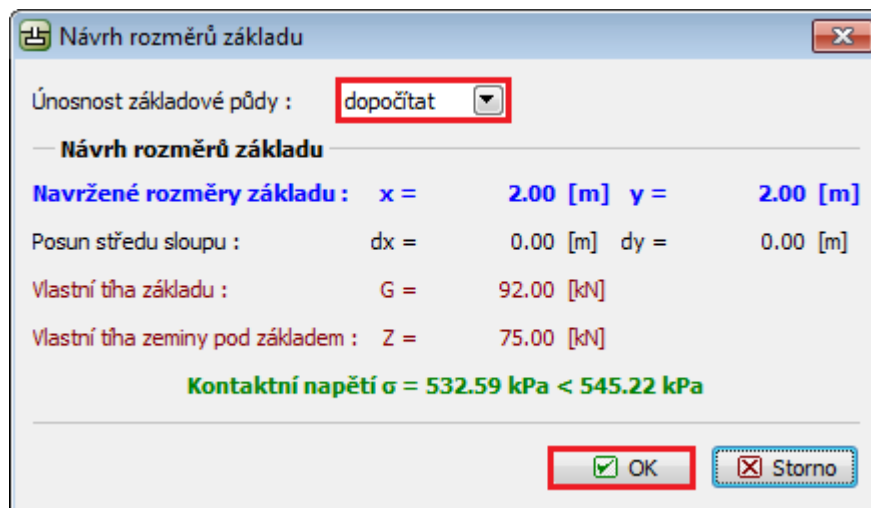 Návrh rozměrů základu
Únosnost základové půdy : dopočítat
Návrh rozměrů základu
Navržené rozměry základu : x = 2.00 [m] y = 2.00 [m]
Posun středu sloupu : dx = 0.00 [m] dy = 0.00 [m]
Vlastní tíha základu : G = 92.00 [kN]
Vlastní tíha zeminy pod základem : Z = 75.00 [kN]
Kontaktní napětí σ = 532.59 kPa < 545.22 kPa
OK Storno